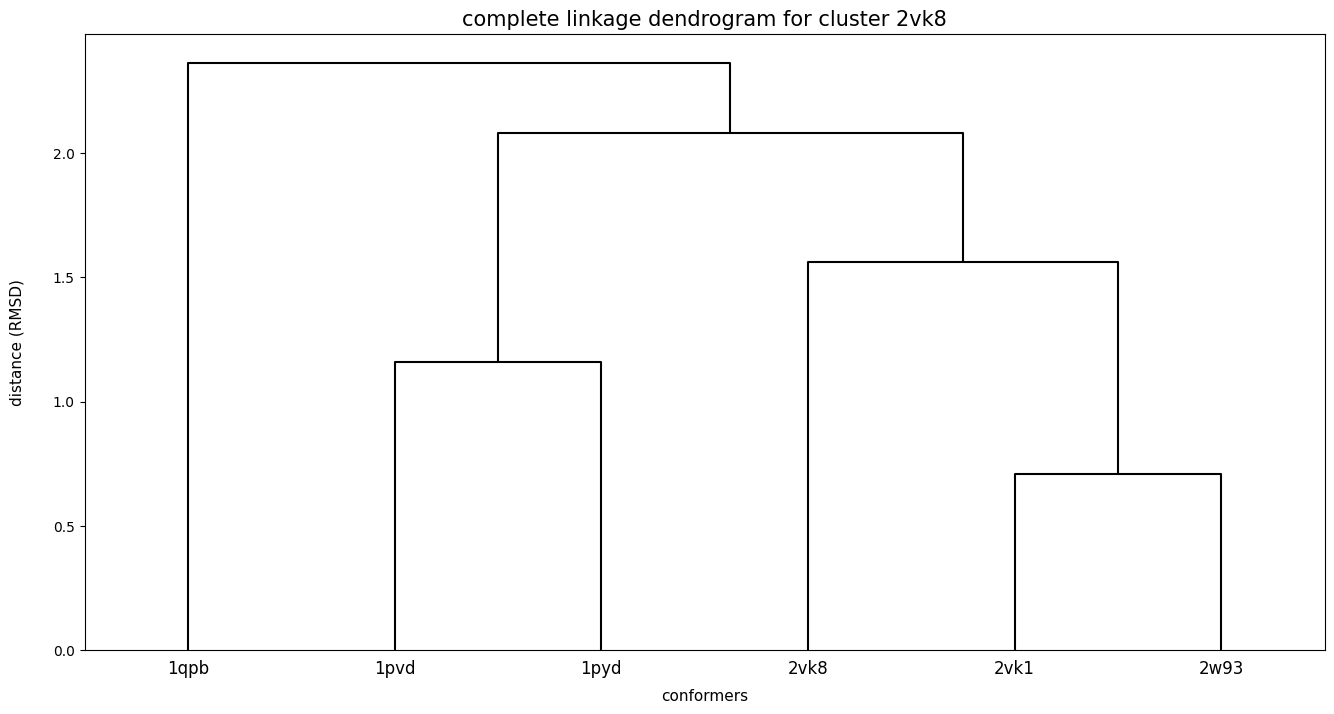 complete linkage dendrogram for cluster 2vk8
distance (RMSD)
2.0
1.5
1.0
0.5
0.0
1qpb 1pvd 1pyd 2vk8 2vk1 2w93
conformers